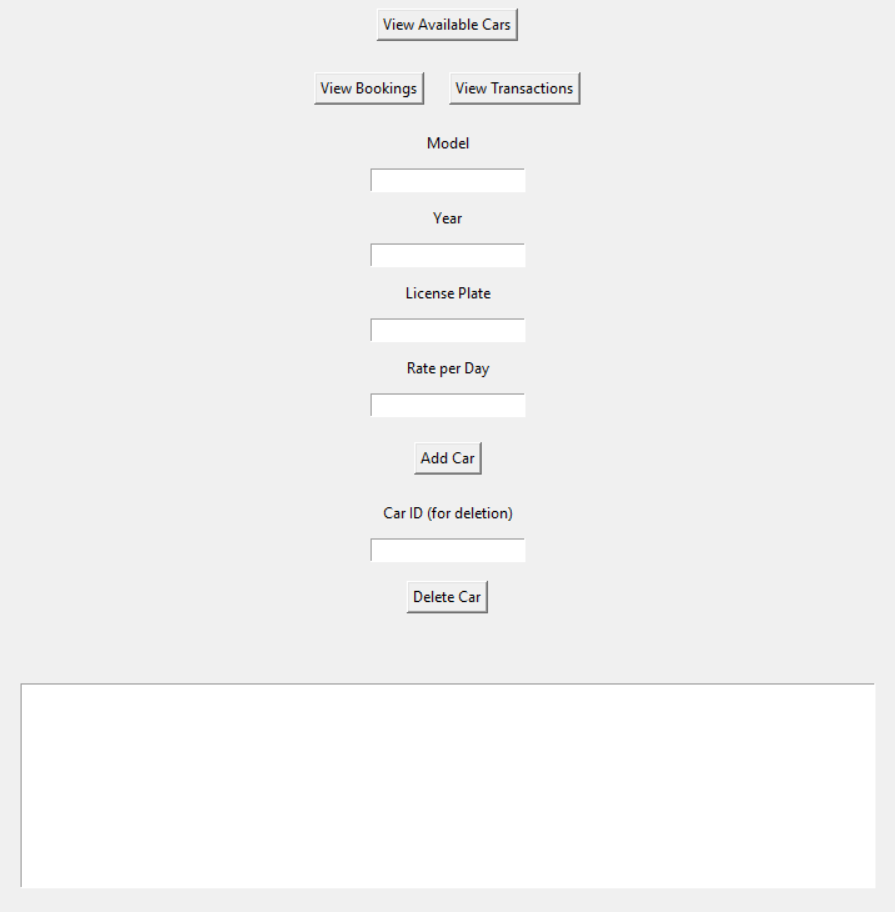 View Available Cars
View Bookings View Transactions
Model
Year
License Plate
Rate per Day
Add Car
Car ID (for deletion)
Delete Car